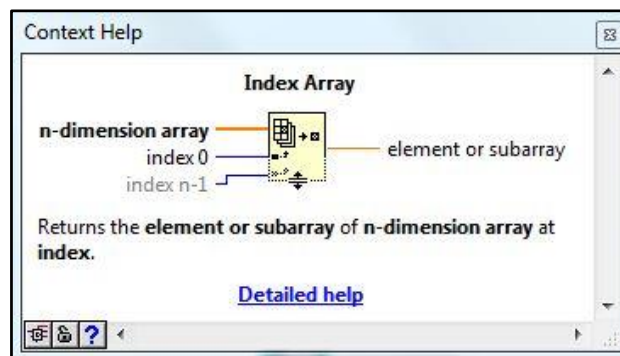 Context Help
Index Array
n-dimension array
index 0
index n-1
element or subarray
Returns the element or subarray of n-dimension array at
index.
Detailed help
?